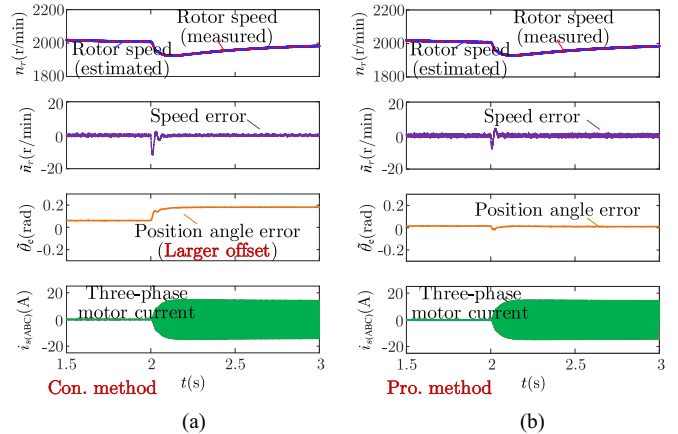 2200
2000
1800
n_r(r/min)
Rotor speed
(measured)
Rotor speed
(estimated)
20
0
-20
ñ_r(r/min)
Speed error
0.2
0
-0.2
θ̃_e(rad)
Position angle error
(Larger offset)
20
0
-20
i_s(ABC)(A)
Three-phase
motor current
1.5 2 2.5 3
Con. method t(s)
(a)
2200
2000
1800
n_r(r/min)
Rotor speed
(measured)
Rotor speed
(estimated)
20
0
-20
ñ_r(r/min)
Speed error
0.2
0
-0.2
θ̃_e(rad)
Position angle error
20
0
-20
i_s(ABC)(A)
Three-phase
motor current
1.5 2 2.5 3
Pro. method t(s)
(b)